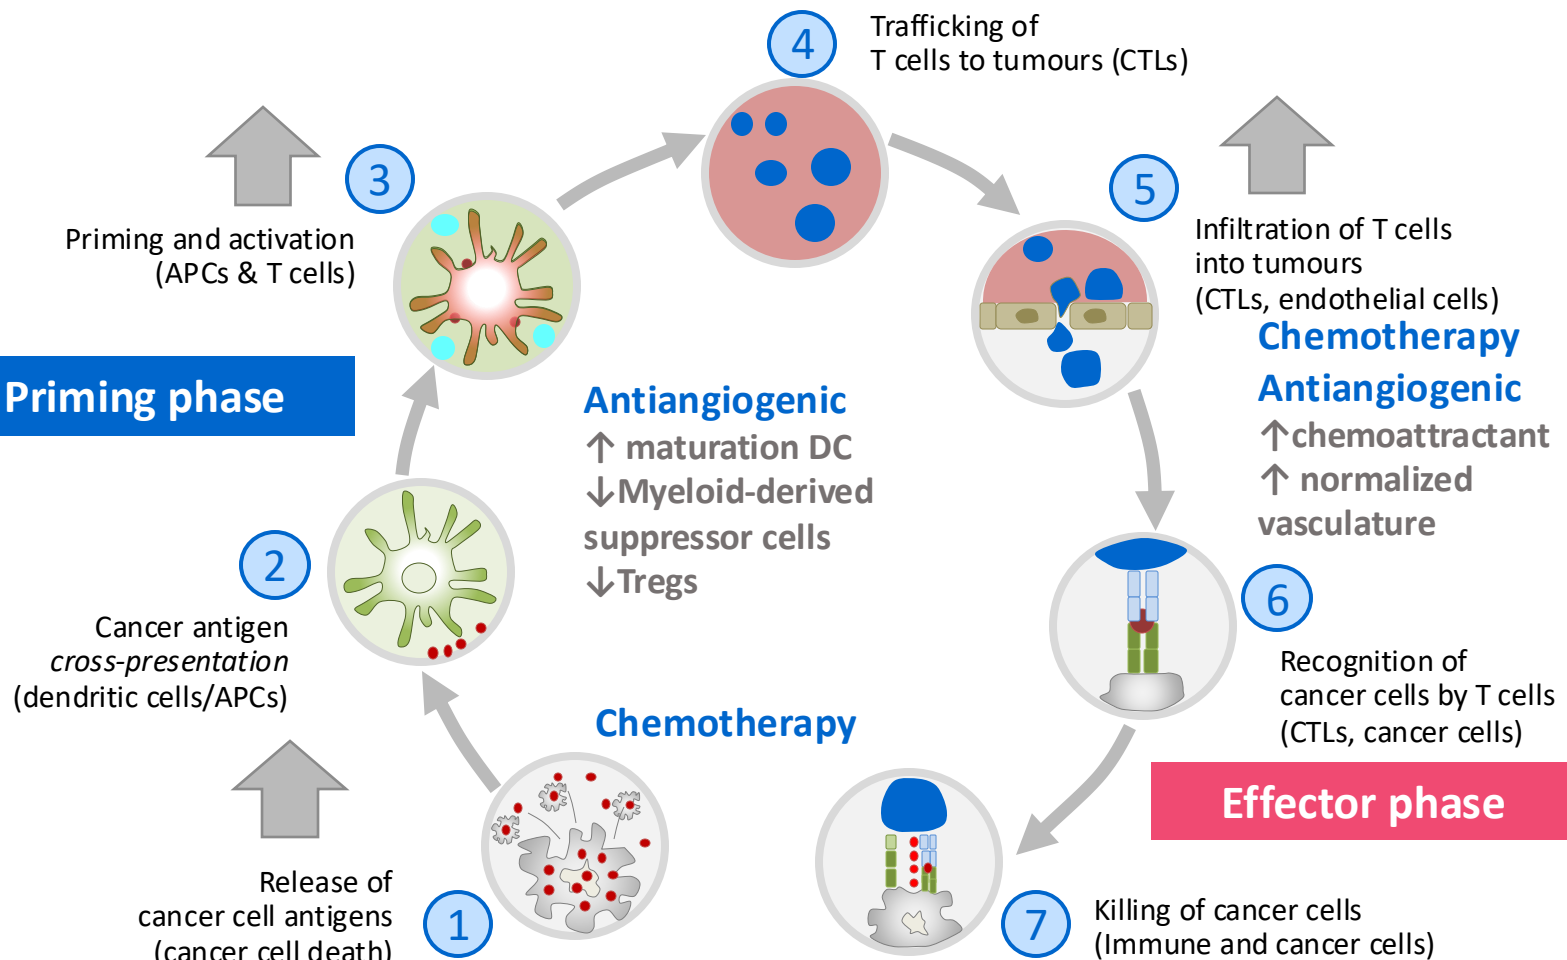 4
Trafficking of
T cells to tumours (CTLs)
3
Priming and activation
(APCs & T cells)
5
Infiltration of T cells
into tumours
(CTLs, endothelial cells)
Chemotherapy
Antiangiogenic
↑chemoattractant
↑ normalized
vasculature
Priming phase
Antiangiogenic
↑ maturation DC
↓Myeloid-derived
suppressor cells
↓Tregs
2
Cancer antigen
cross-presentation
(dendritic cells/APCs)
6
Recognition of
cancer cells by T cells
(CTLs, cancer cells)
Chemotherapy
Effector phase
1
Release of
cancer cell antigens
(cancer cell death)
7
Killing of cancer cells
(Immune and cancer cells)